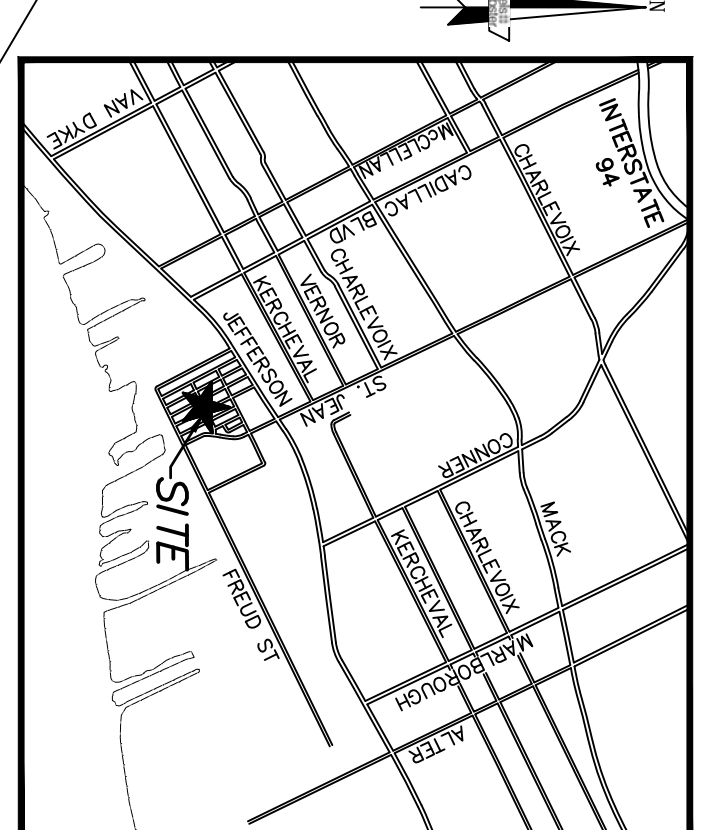 N
VAN DYKE
McCLELLAN
CADILLAC BLVD
INTERSTATE
94
CHARLEVOIX
CHARLEVOIX
VERNOR
KERCHEVAL
JEFFERSON
ST. JEAN
CONNER
SITE
MACK
CHARLEVOIX
KERCHEVAL
FREUD ST
MARLBOROUGH
ALTER